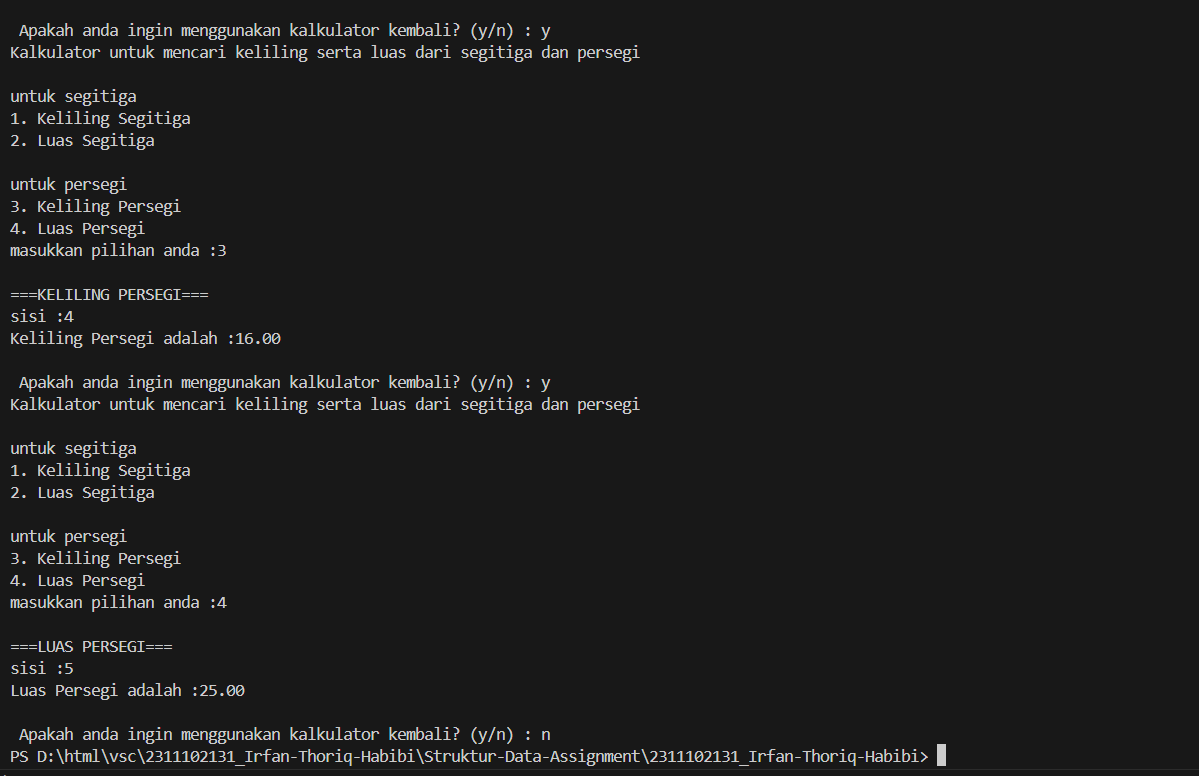 Apakah anda ingin menggunakan kalkulator kembali? (y/n) : y
Kalkulator untuk mencari keliling serta luas dari segitiga dan persegi
untuk segitiga
1. Keliling Segitiga
2. Luas Segitiga
untuk persegi
3. Keliling Persegi
4. Luas Persegi
masukkan pilihan anda :3
===KELILING PERSEGI===
sisi :4
Keliling Persegi adalah :16.00
Apakah anda ingin menggunakan kalkulator kembali? (y/n) : y
Kalkulator untuk mencari keliling serta luas dari segitiga dan persegi
untuk segitiga
1. Keliling Segitiga
2. Luas Segitiga
untuk persegi
3. Keliling Persegi
4. Luas Persegi
masukkan pilihan anda :4
===LUAS PERSEGI===
sisi :5
Luas Persegi adalah :25.00
Apakah anda ingin menggunakan kalkulator kembali? (y/n) : n
PS D:\html\vsc\2311102131_Irfan-Thoriq-Habibi\Struktur-Data-Assignment\2311102131_Irfan-Thoriq-Habibi>